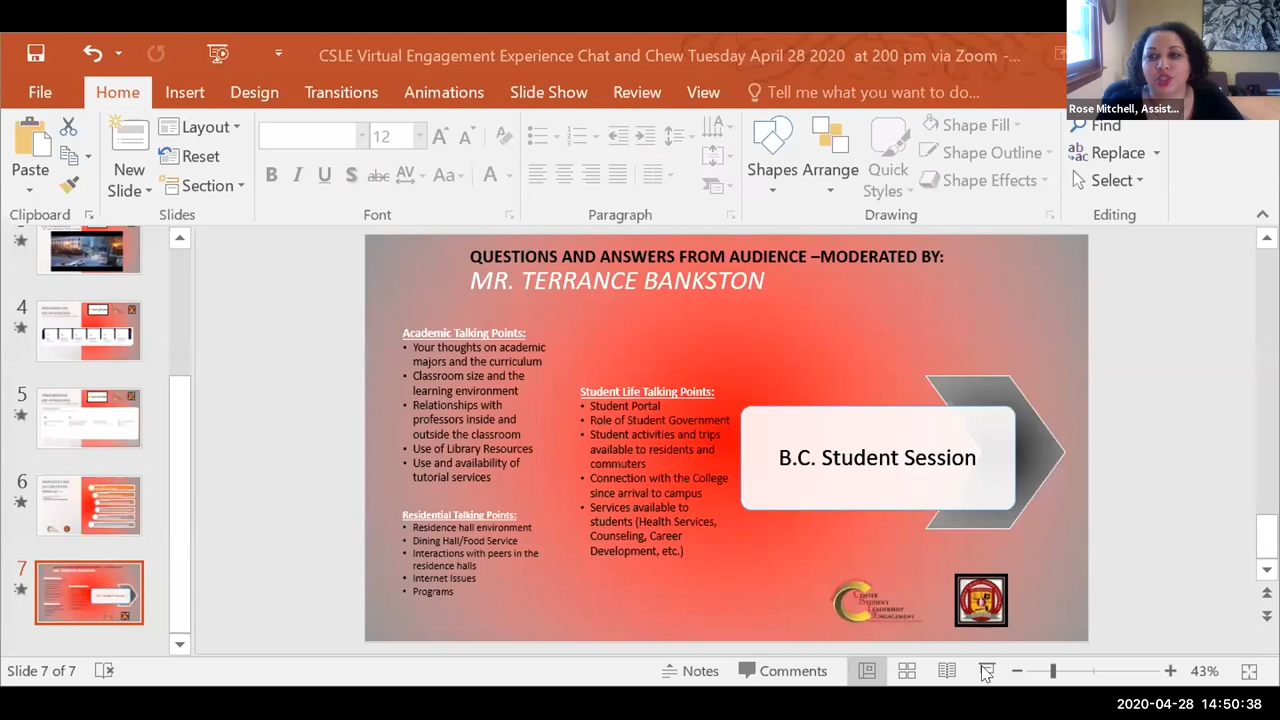 CSLE Virtual Engagement Experience Chat and Chew Tuesday April 28 2020 at 200 pm via Zoom -...
Rose Mitchell, Assist...
File Home Insert Design Transitions Animations Slide Show Review View Tell me what you want to do...
Paste
New Slide
Layout
Reset
Section
12
B I U S abc AV Aa A
Shapes Arrange Quick Styles
Shape Fill
Shape Outline
Shape Effects
Find
Replace
Select
Clipboard Slides Font Paragraph Drawing Editing
4
5
6
7
QUESTIONS AND ANSWERS FROM AUDIENCE –MODERATED BY:
MR. TERRANCE BANKSTON
Academic Talking Points:
• Your thoughts on academic
majors and the curriculum
• Classroom size and the
learning environment
• Relationships with
professors inside and
outside the classroom
• Use of Library Resources
• Use and availability of
tutorial services
Residential Talking Points:
• Residence hall environment
• Dining Hall/Food Service
• Interactions with peers in the
residence halls
• Internet Issues
• Programs
Student Life Talking Points:
• Student Portal
• Role of Student Government
• Student activities and trips
available to residents and
commuters
• Connection with the College
since arrival to campus
• Services available to
students (Health Services,
Counseling, Career
Development, etc.)
B.C. Student Session
Center
Student
Leadership
Engagement
Slide 7 of 7 Notes Comments 43%
2020-04-28 14:50:38